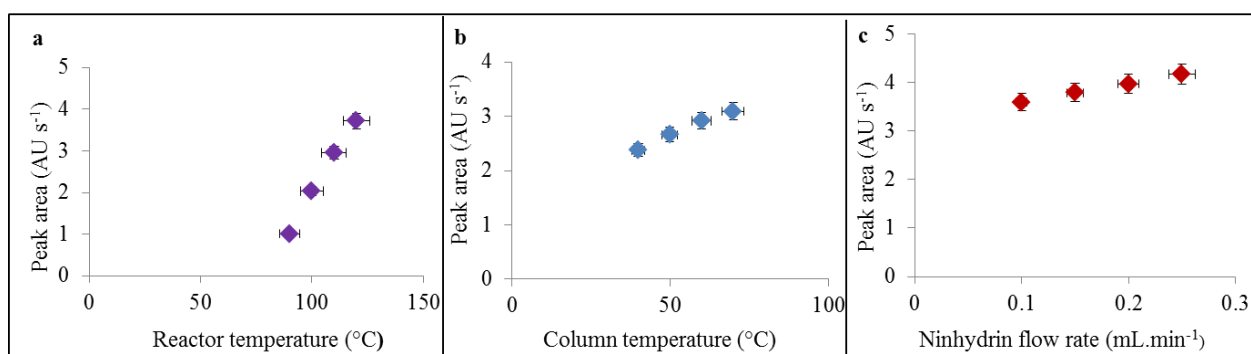 a
Peak area (AU s-1)
5
4
3
2
1
0
0 50 100 150
Reactor temperature (°C)
b
Peak area (AU s-1)
4
3
2
1
0
0 50 100
Column temperature (°C)
c
Peak area (AU s-1)
5
4
3
2
1
0
0 0.1 0.2 0.3
Ninhydrin flow rate (mL.min-1)